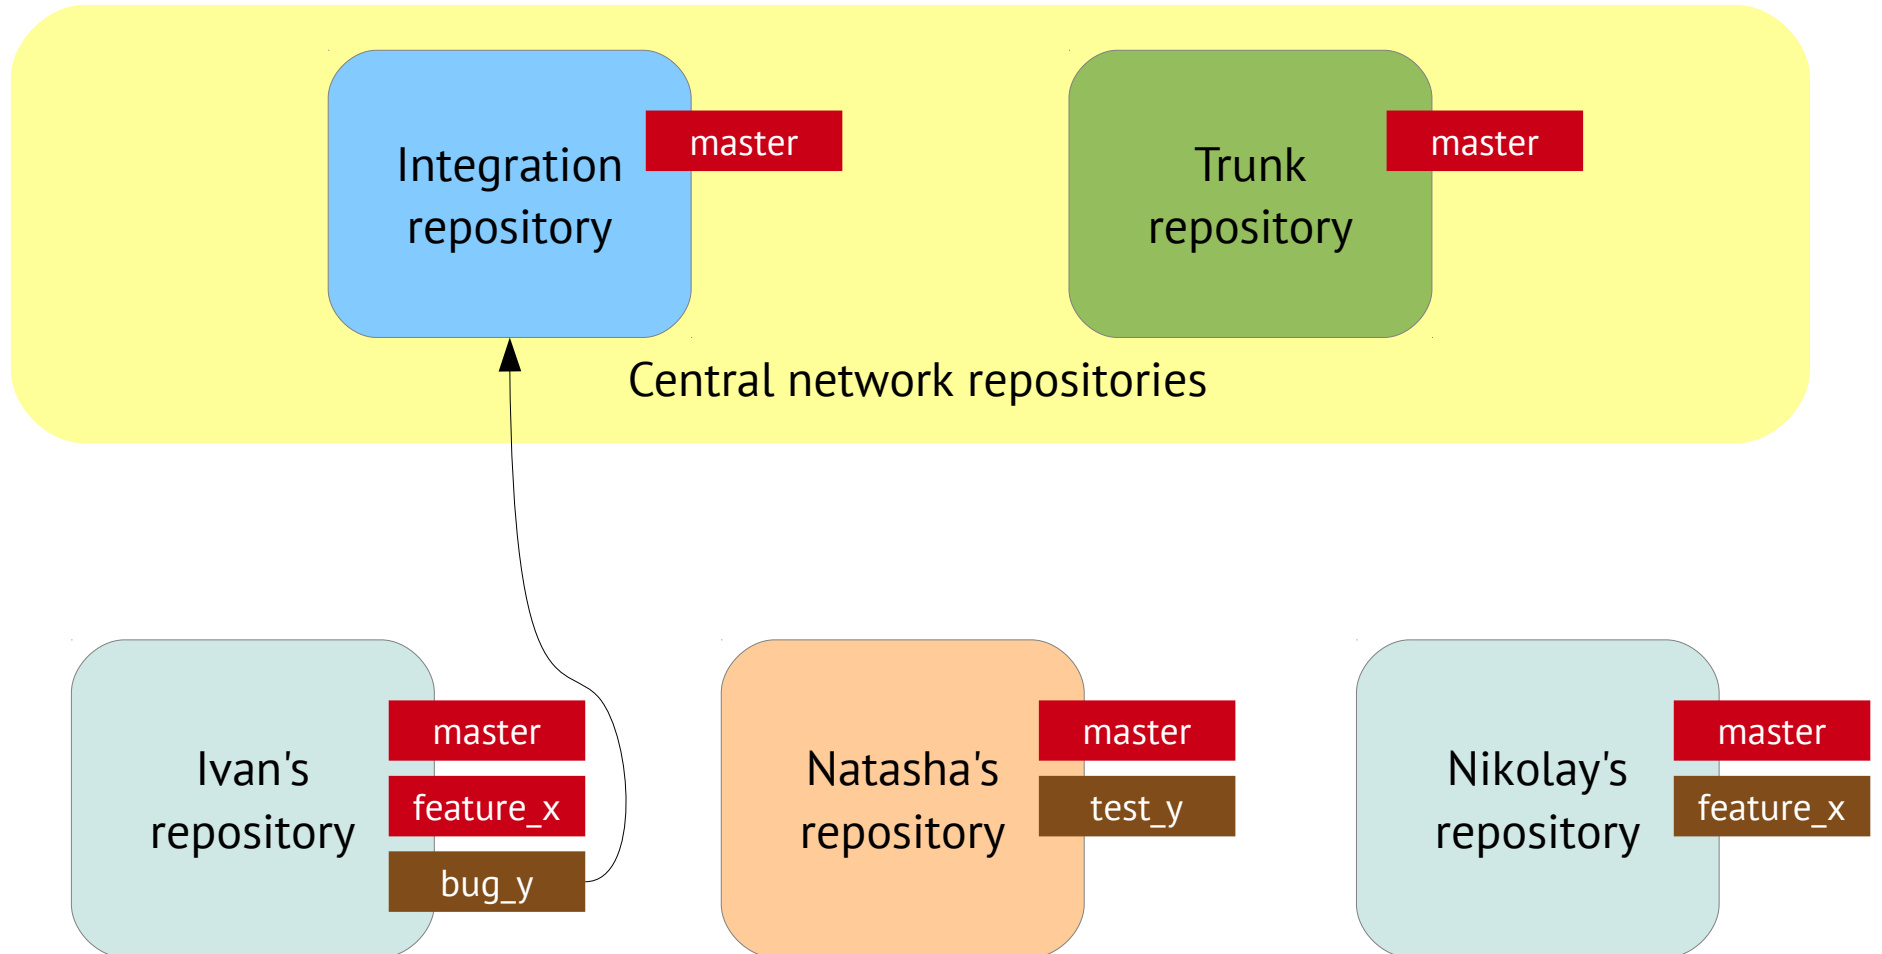 Integration
repository
master
Trunk
repository
master
Central network repositories
Ivan's
repository
master
feature_x
bug_y
Natasha's
repository
master
test_y
Nikolay's
repository
master
feature_x